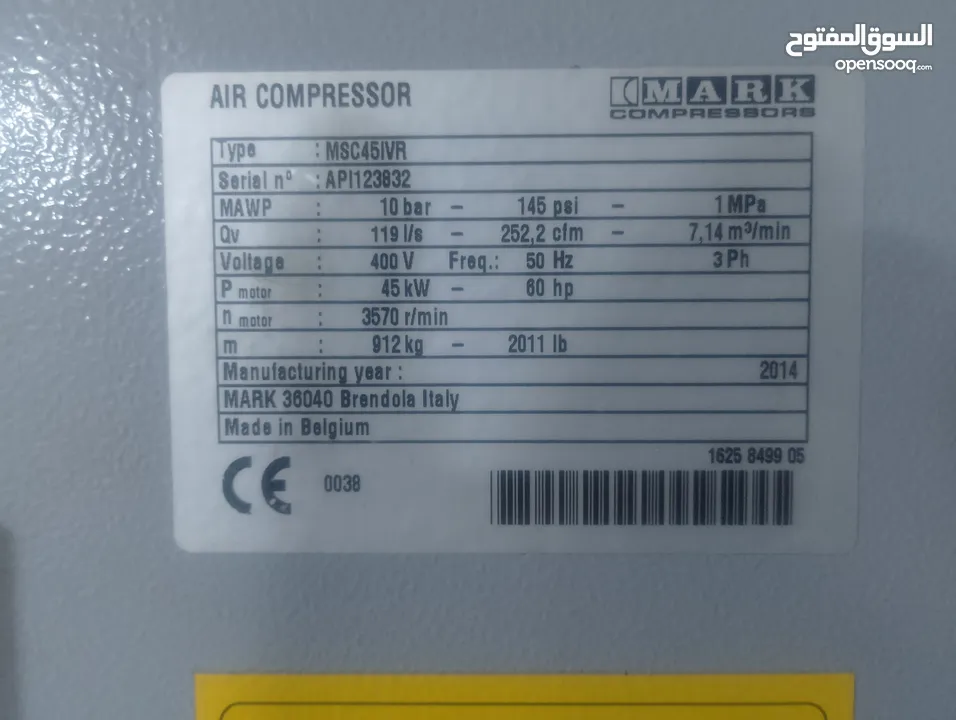 السوق المفتوح
opensooq.com
AIR COMPRESSOR
MARK
COMPRESSORS
Type : MSC45IVR
Serial n° : API123832
MAWP : 10 bar – 145 psi – 1 MPa
Qv : 119 l/s – 252,2 cfm – 7,14 m³/min
Voltage : 400 V Freq.: 50 Hz 3 Ph
P motor : 45 kW – 60 hp
n motor : 3570 r/min
m : 912 kg – 2011 lb
Manufacturing year : 2014
MARK 36040 Brendola Italy
Made in Belgium
1625 8499 05
CE 0038